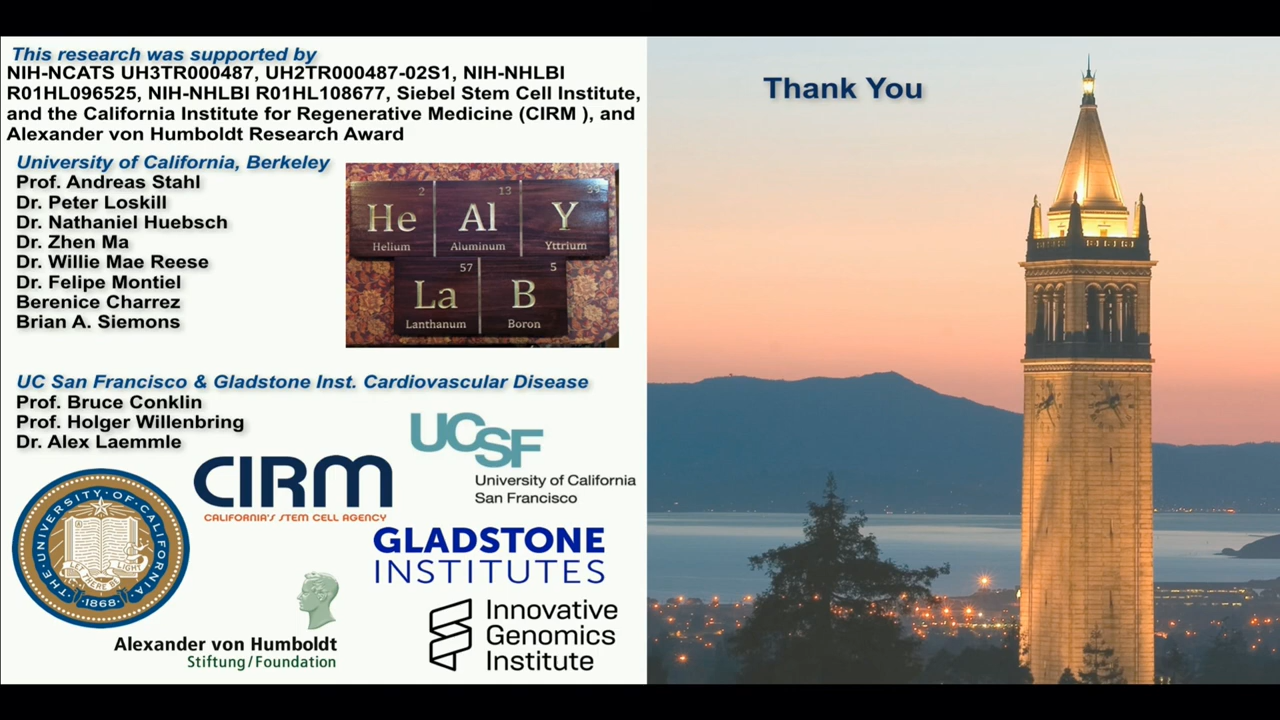 This research was supported by
NIH-NCATS UH3TR000487, UH2TR000487-02S1, NIH-NHLBI
R01HL096525, NIH-NHLBI R01HL108677, Siebel Stem Cell Institute,
and the California Institute for Regenerative Medicine (CIRM ), and
Alexander von Humboldt Research Award
University of California, Berkeley
Prof. Andreas Stahl
Dr. Peter Loskill
Dr. Nathaniel Huebsch
Dr. Zhen Ma
Dr. Willie Mae Reese
Dr. Felipe Montiel
Berenice Charrez
Brian A. Siemons
2 13 39
He Al Y
Helium Aluminum Yttrium
57 5
La B
Lanthanum Boron
UC San Francisco & Gladstone Inst. Cardiovascular Disease
Prof. Bruce Conklin
Prof. Holger Willenbring
Dr. Alex Laemmle
UCSF
University of California
San Francisco
CIRM
CALIFORNIA'S STEM CELL AGENCY
THE UNIVERSITY OF CALIFORNIA
LET THERE BE LIGHT
1868
GLADSTONE
INSTITUTES
Alexander von Humboldt
Stiftung/Foundation
Innovative
Genomics
Institute
Thank You